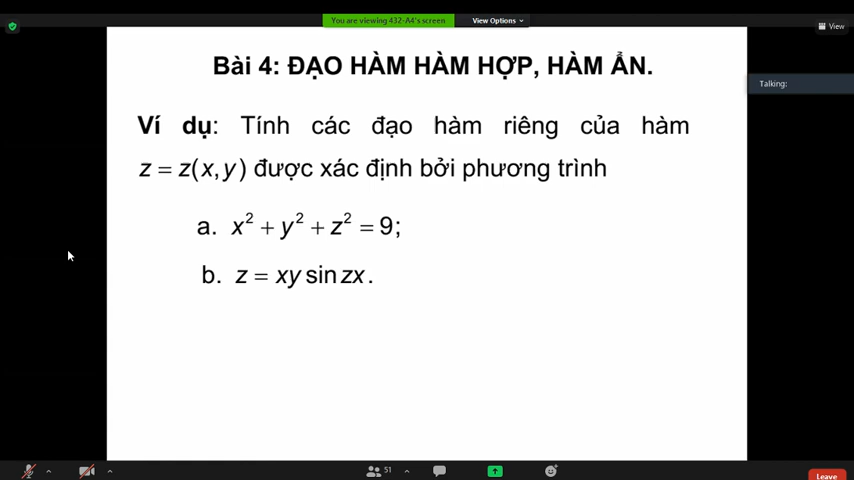 You are viewing 432-A4's screen
View Options
View
Bài 4: ĐẠO HÀM HÀM HỢP, HÀM ẨN.
Talking:
Ví dụ: Tính các đạo hàm riêng của hàm
z = z(x, y) được xác định bởi phương trình
a. x² + y² + z² = 9;
b. z = xy sin zx.
51
Leave